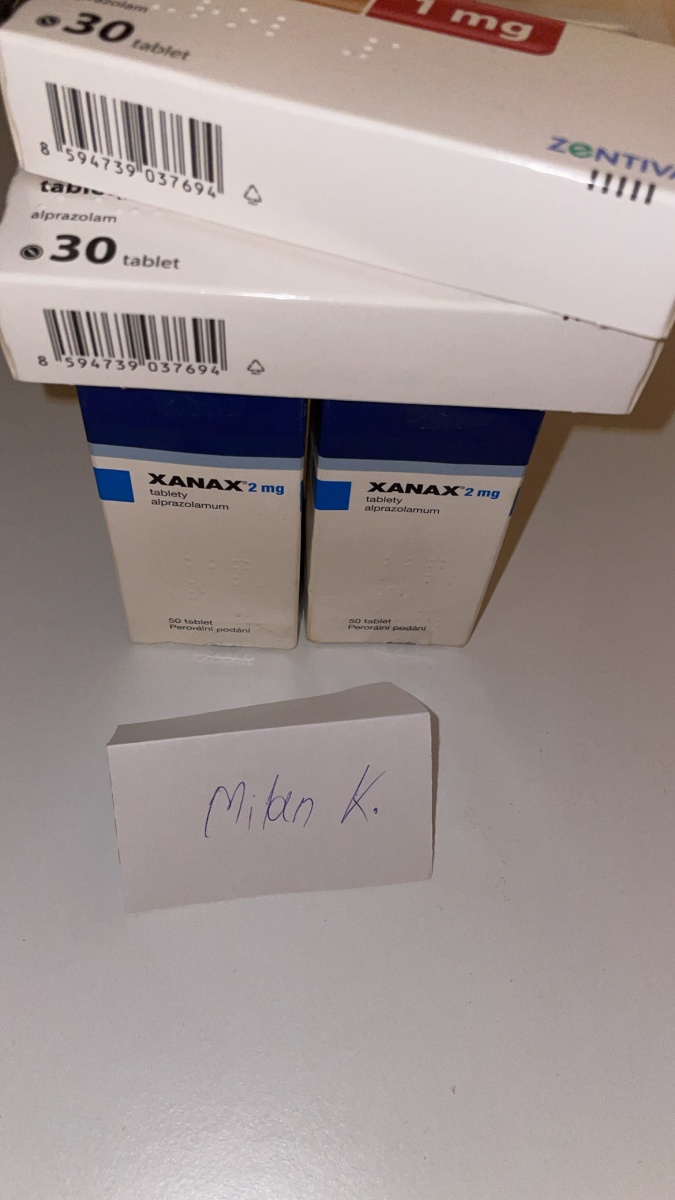 30 tablet
1 mg
8 594739 037694
ZENTIVA
alprazolam
30 tablet
8 594739 037694
XANAX® 2 mg
tablety
alprazolamum
50 tablet
Perorální podání
XANAX® 2 mg
tablety
alprazolamum
50 tablet
Perorální podání
Milan K.